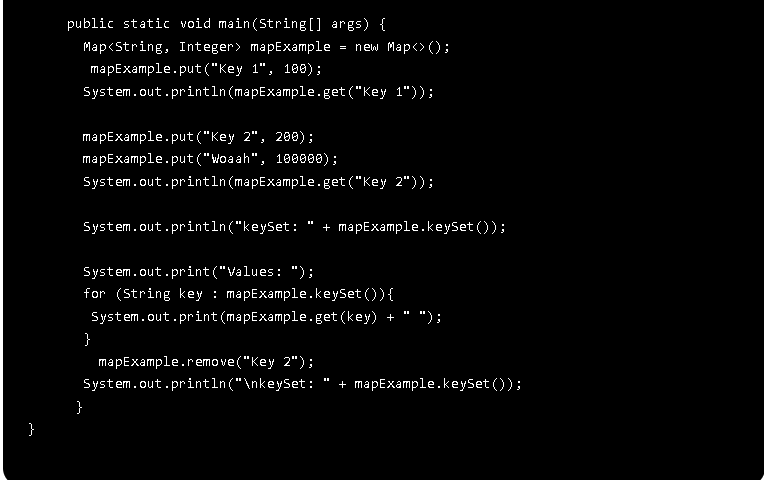 public static void main(String[] args) {
Map<String, Integer> mapExample = new Map<>();
mapExample.put("Key 1", 100);
System.out.println(mapExample.get("Key 1"));
mapExample.put("Key 2", 200);
mapExample.put("Woaah", 100000);
System.out.println(mapExample.get("Key 2"));
System.out.println("keySet: " + mapExample.keySet());
System.out.print("Values: ");
for (String key : mapExample.keySet()){
System.out.print(mapExample.get(key) + " ");
}
mapExample.remove("Key 2");
System.out.println("\nkeySet: " + mapExample.keySet());
}
}